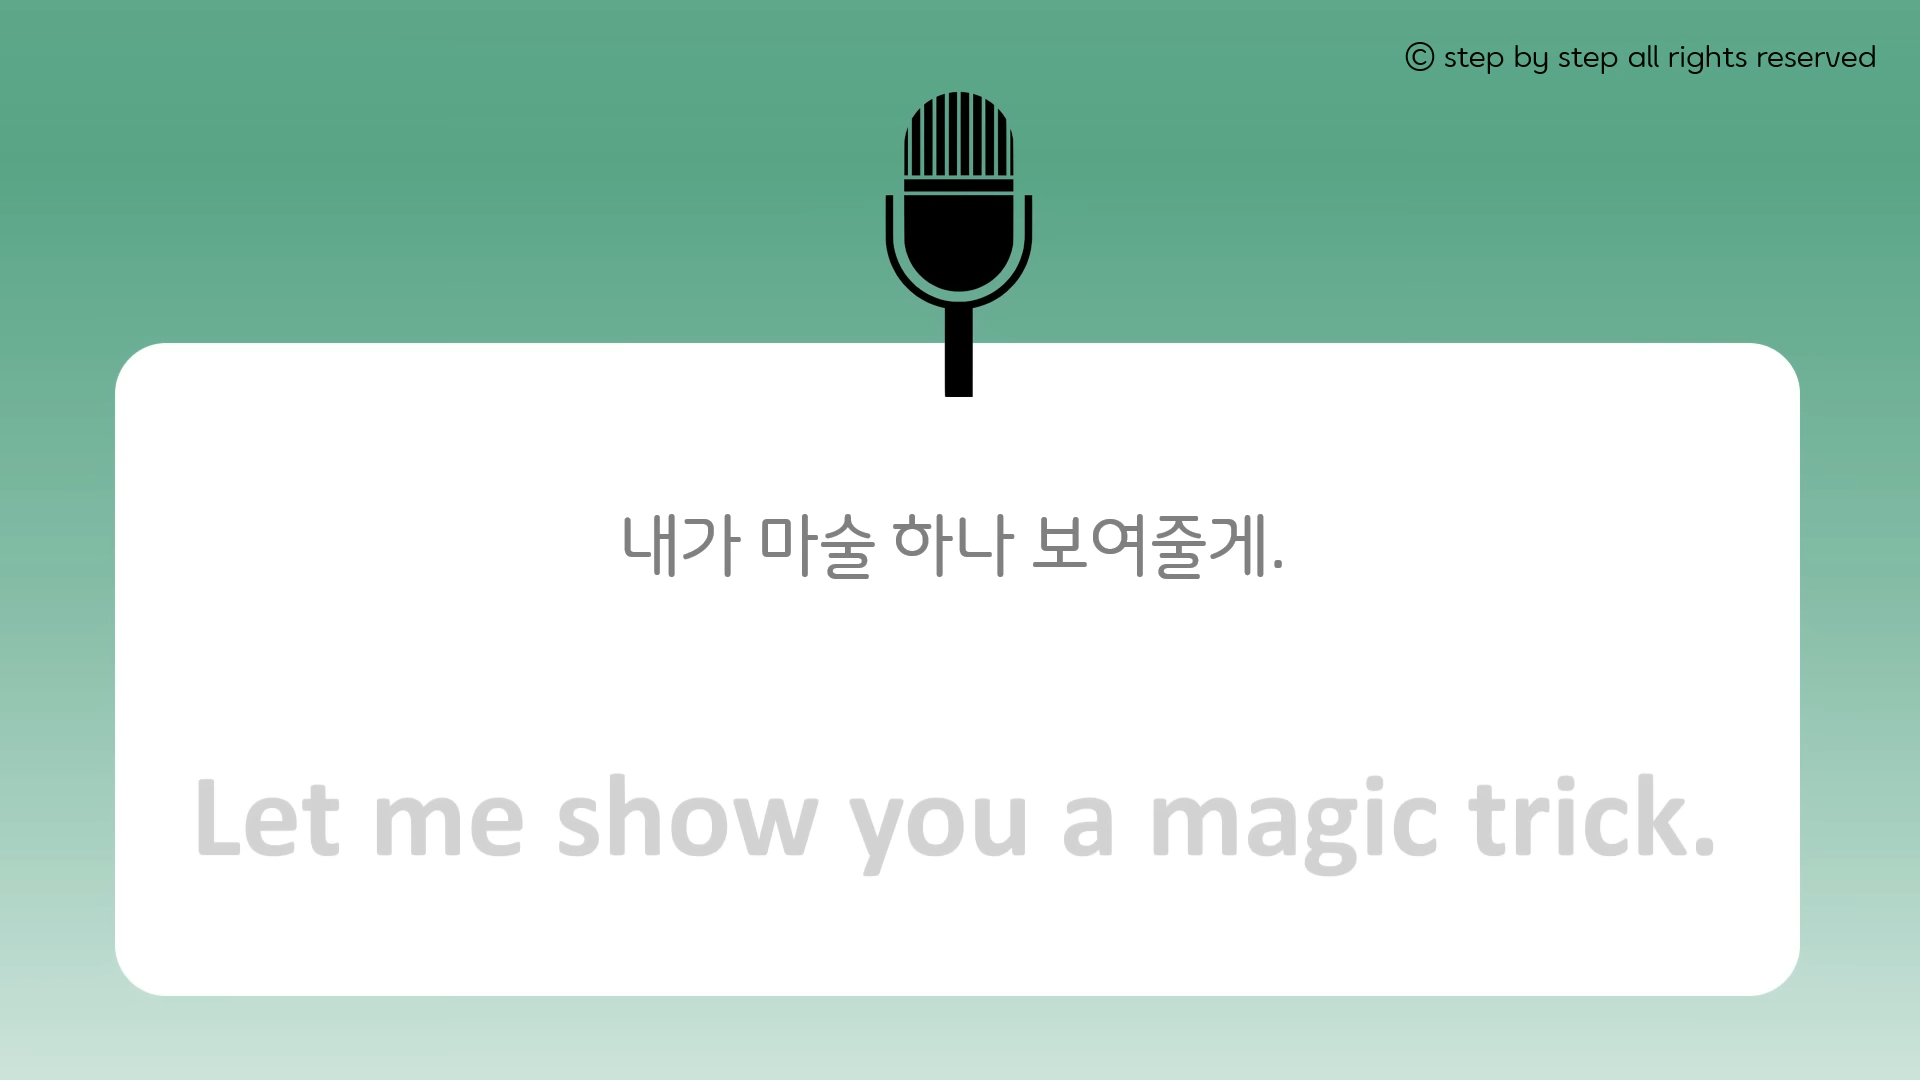 © step by step all rights reserved
내가 마술 하나 보여줄게.
Let me show you a magic trick.